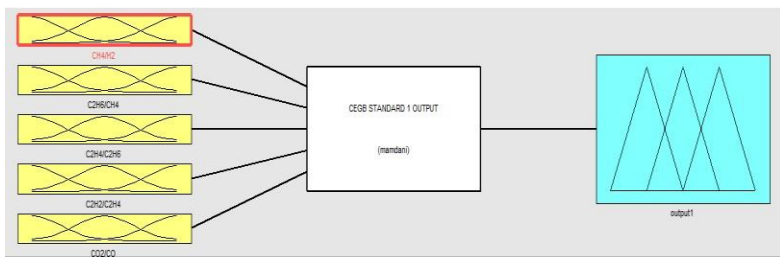 CH4/H2
C2H6/CH4
C2H4/C2H6
C2H2/C2H4
CO2/CO
CEGB STANDARD 1 OUTPUT
(mamdani)
output1